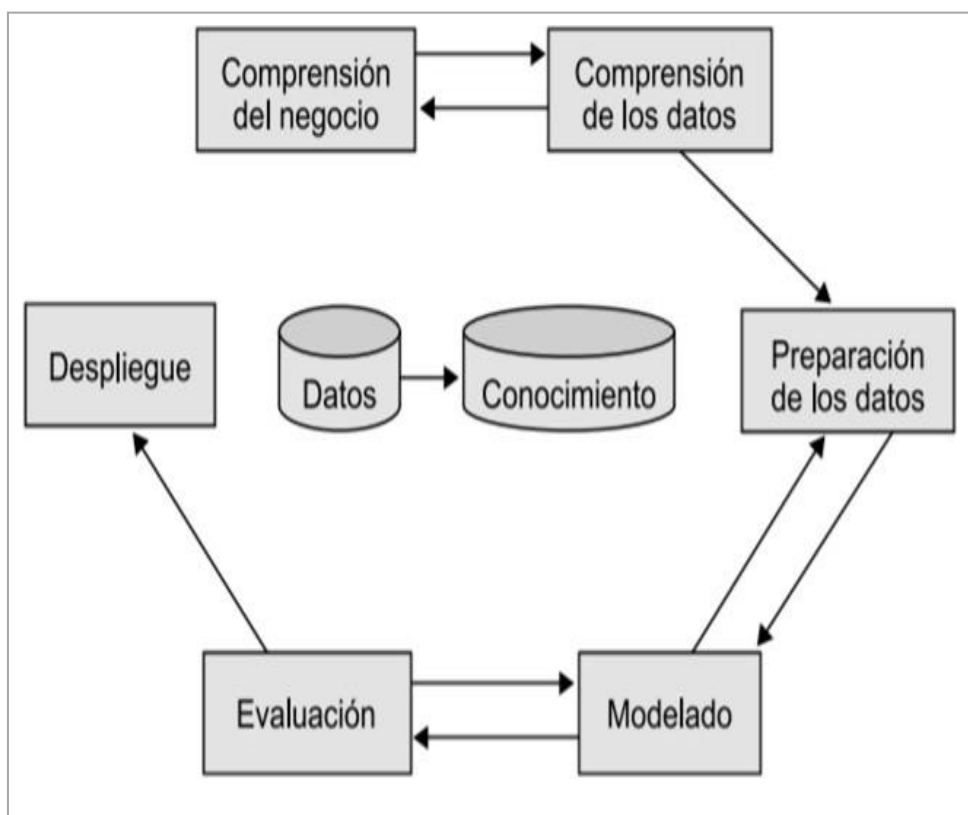 Comprensión
del negocio
Comprensión
de los datos
Despliegue
Datos
Conocimiento
Preparación
de los datos
Evaluación
Modelado